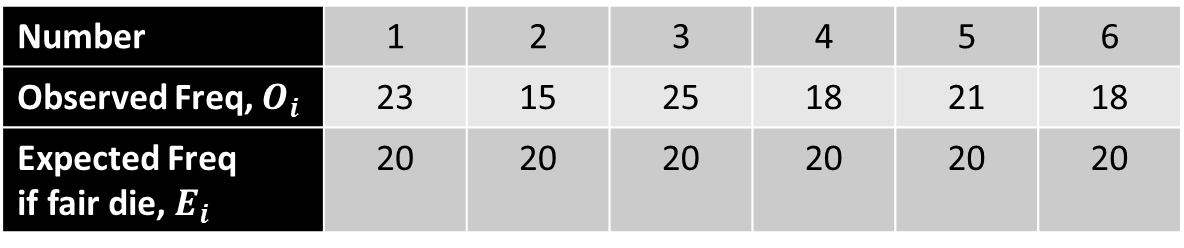 Number 1 2 3 4 5 6
Observed Freq, Oᵢ 23 15 25 18 21 18
Expected Freq 20 20 20 20 20 20
if fair die, Eᵢ